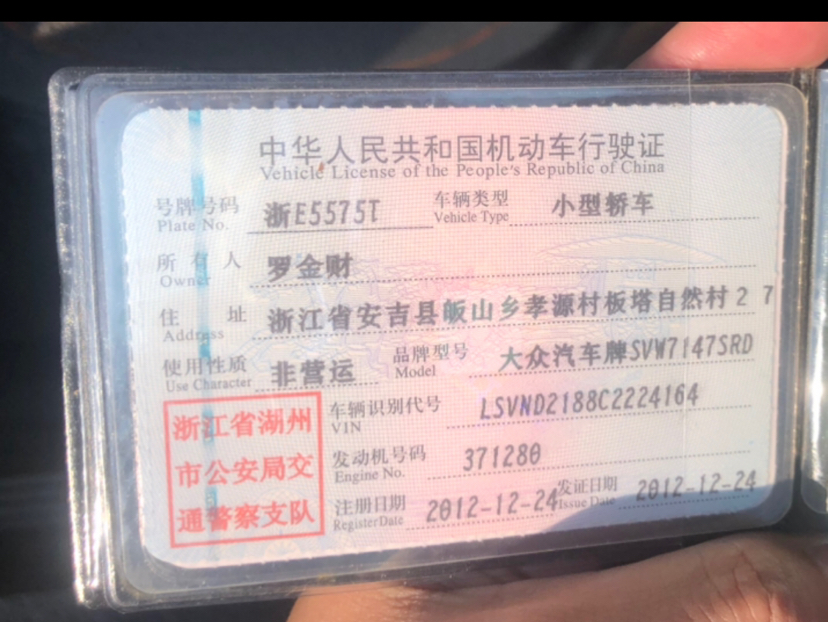 中华人民共和国机动车行驶证
Vehicle License of the People's Republic of China
号牌号码 浙E5575T 车辆类型 小型轿车
Plate No. Vehicle Type
所有人 罗金财
Owner
住址 浙江省安吉县皈山乡孝源村板塔自然村27
Address
使用性质 非营运 品牌型号 大众汽车牌SVW7147SRD
Use Character Model
浙江省湖州
市公安局交
通警察支队
车辆识别代号 LSVND2188C2224164
VIN
发动机号码 371280
Engine No.
注册日期 2012-12-24 发证日期 2012-12-24
Register Date Issue Date